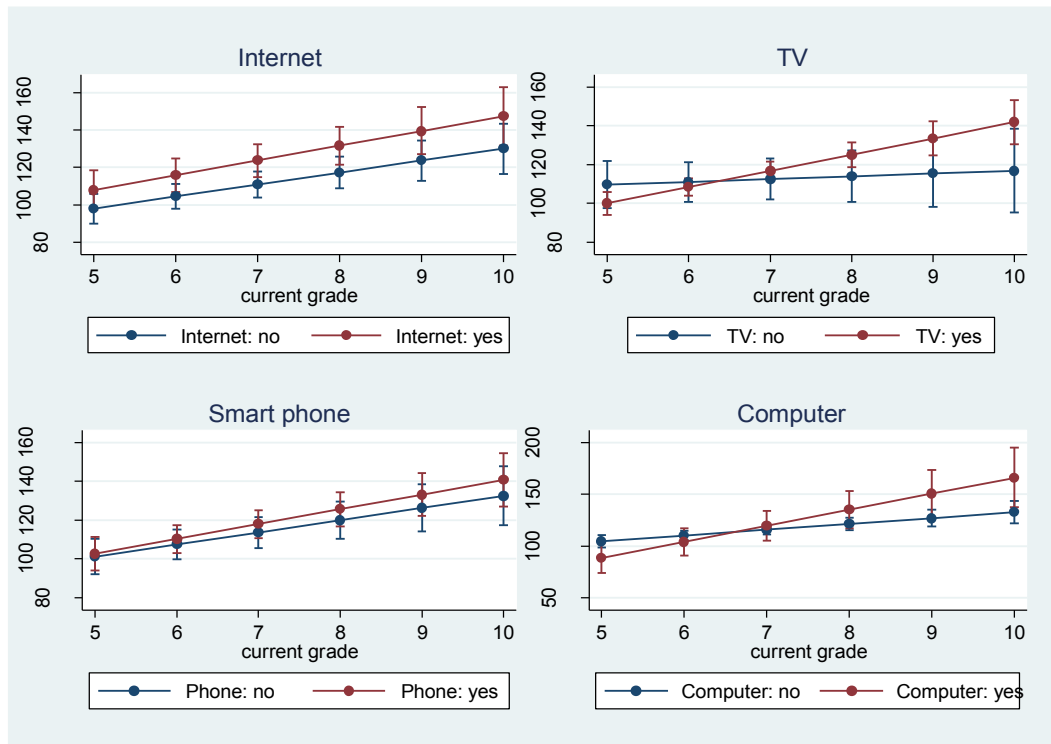 Internet
160
140
120
100
80
5 6 7 8 9 10
current grade
Internet: no Internet: yes
TV
160
140
120
100
80
5 6 7 8 9 10
current grade
TV: no TV: yes
Smart phone
160
140
120
100
80
5 6 7 8 9 10
current grade
Phone: no Phone: yes
Computer
200
150
100
50
5 6 7 8 9 10
current grade
Computer: no Computer: yes